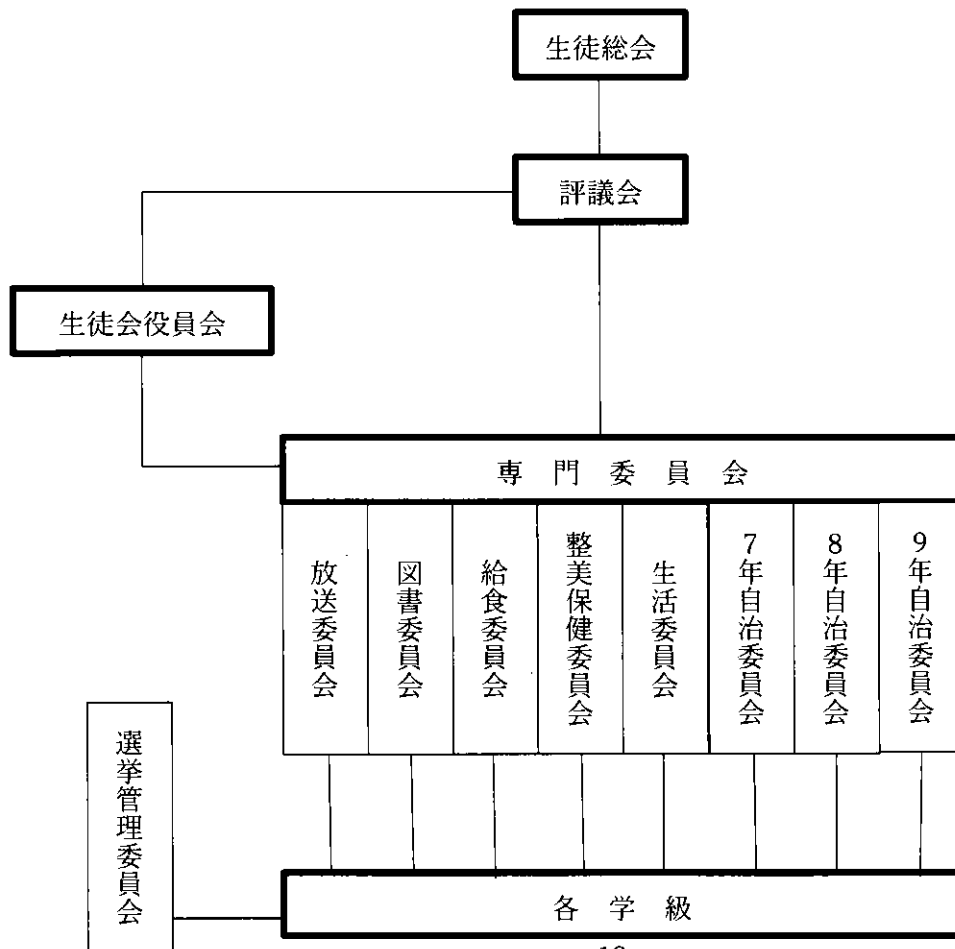 生徒総会
評議会
生徒会役員会
専門委員会
放送委員会
図書委員会
給食委員会
整美保健委員会
生活委員会
7年自治委員会
8年自治委員会
9年自治委員会
選挙管理委員会
各学級